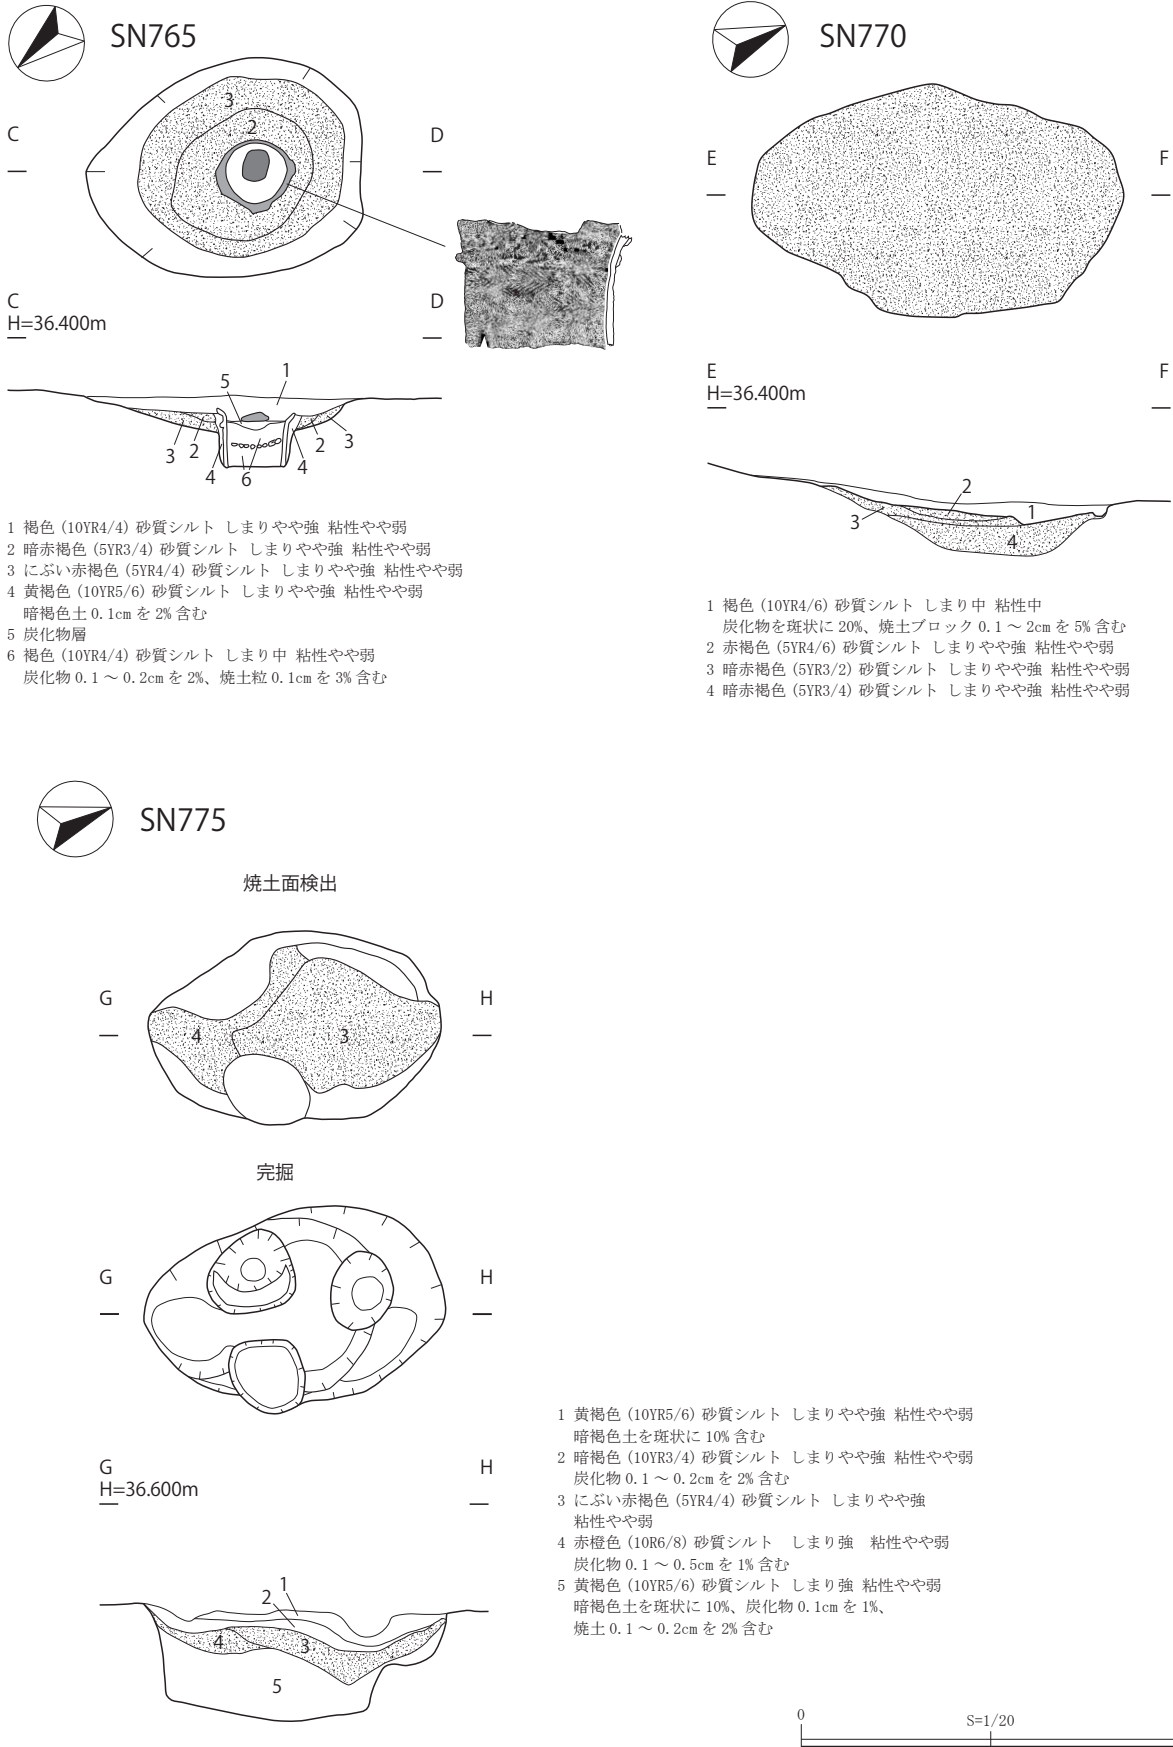 SN765
3
2
C
D
C
H=36.400m
D
5
1
3
2
4
6
4
2
3
1 褐色 (10YR4/4) 砂質シルト しまりやや強 粘性やや弱
2 暗赤褐色 (5YR3/4) 砂質シルト しまりやや強 粘性やや弱
3 にぶい赤褐色 (5YR4/4) 砂質シルト しまりやや強 粘性やや弱
4 黄褐色 (10YR5/6) 砂質シルト しまりやや強 粘性やや弱
暗褐色土 0.1cm を 2% 含む
5 炭化物層
6 褐色 (10YR4/4) 砂質シルト しまり中 粘性やや弱
炭化物 0.1 ～ 0.2cm を 2%、焼土粒 0.1cm を 3% 含む
SN770
E
F
E
H=36.400m
F
2
1
3
4
1 褐色 (10YR4/6) 砂質シルト しまり中 粘性中
炭化物を斑状に 20%、焼土ブロック 0.1 ～ 2cm を 5% 含む
2 赤褐色 (5YR4/6) 砂質シルト しまりやや強 粘性やや弱
3 暗赤褐色 (5YR3/2) 砂質シルト しまりやや強 粘性やや弱
4 暗赤褐色 (5YR3/4) 砂質シルト しまりやや強 粘性やや弱
SN775
焼土面検出
G
H
4
3
完掘
G
H
G
H=36.600m
H
1
2
4
3
5
1 黄褐色 (10YR5/6) 砂質シルト しまりやや強 粘性やや弱
暗褐色土を斑状に 10% 含む
2 暗褐色 (10YR3/4) 砂質シルト しまりやや強 粘性やや弱
炭化物 0.1 ～ 0.2cm を 2% 含む
3 にぶい赤褐色 (5YR4/4) 砂質シルト しまりやや強
粘性やや弱
4 赤橙色 (10R6/8) 砂質シルト しまり強 粘性やや弱
炭化物 0.1 ～ 0.5cm を 1% 含む
5 黄褐色 (10YR5/6) 砂質シルト しまり強 粘性やや弱
暗褐色土を斑状に 10%、炭化物 0.1cm を 1%、
焼土 0.1 ～ 0.2cm を 2% 含む
0
S=1/20